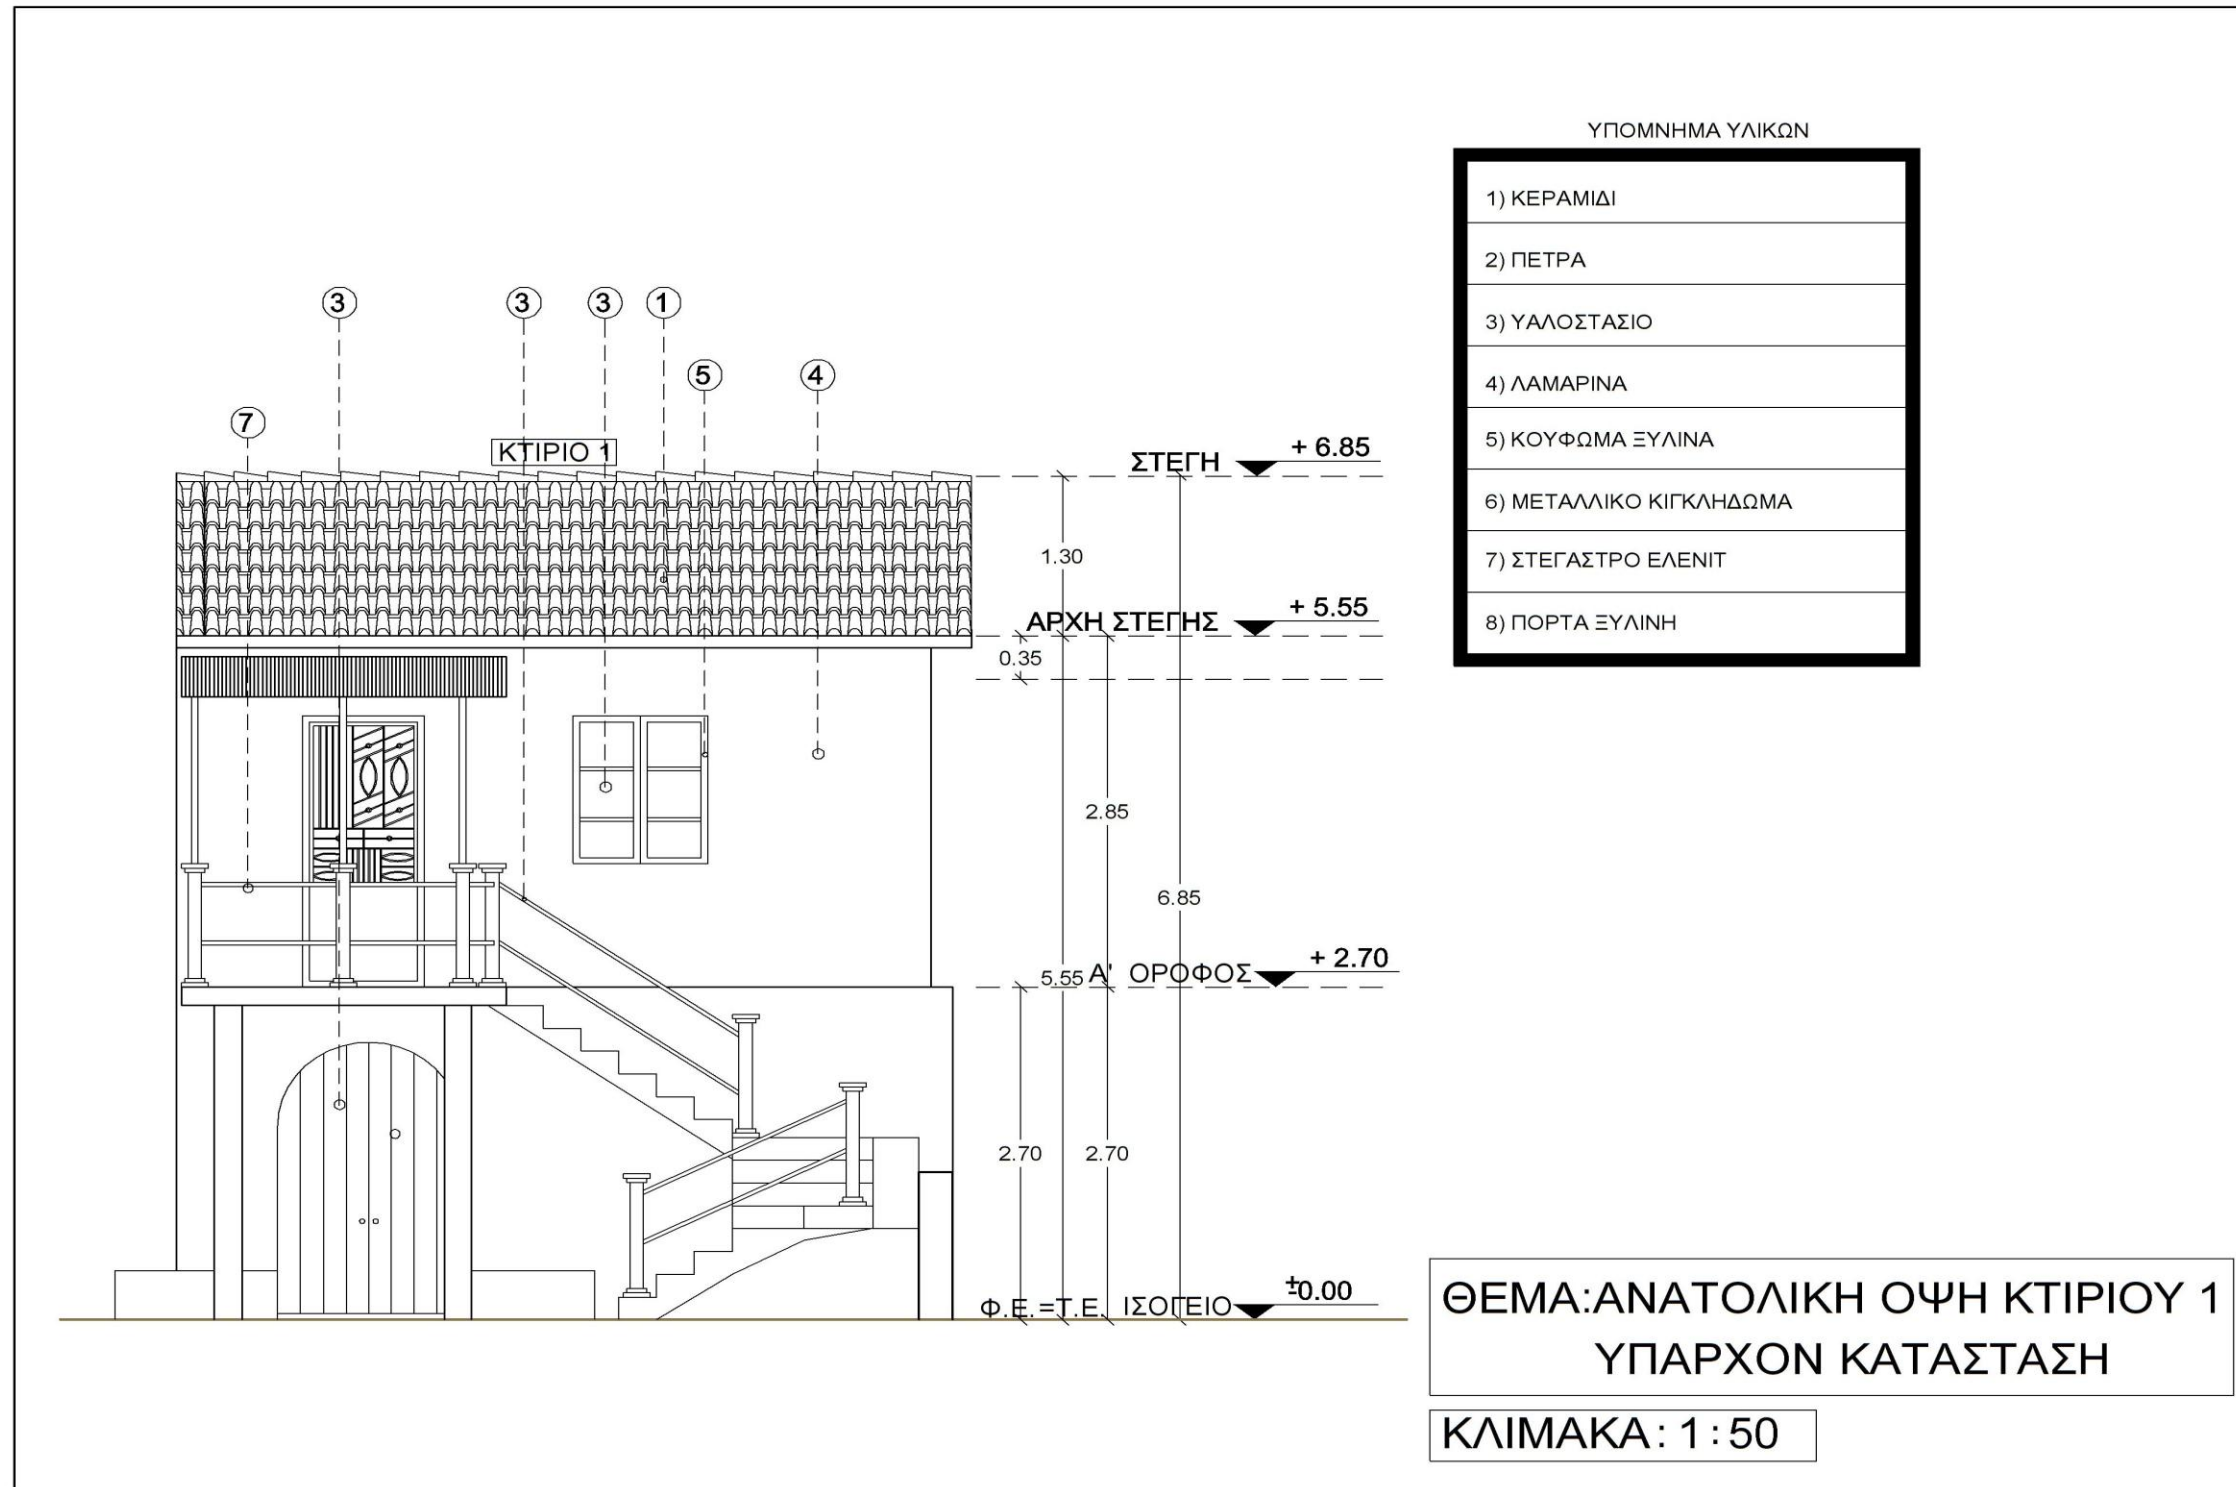 ΥΠΟΜΝΗΜΑ ΥΛΙΚΩΝ
1) ΚΕΡΑΜΙΔΙ
2) ΠΕΤΡΑ
3) ΥΑΛΟΣΤΑΣΙΟ
4) ΛΑΜΑΡΙΝΑ
5) ΚΟΥΦΩΜΑ ΞΥΛΙΝΑ
6) ΜΕΤΑΛΛΙΚΟ ΚΙΓΚΛΗΔΩΜΑ
7) ΣΤΕΓΑΣΤΡΟ ΕΛΕΝΙΤ
8) ΠΟΡΤΑ ΞΥΛΙΝΗ
3 3 3 1
5 4
7
ΚΤΙΡΙΟ 1
ΣΤΕΓΗ + 6.85
1.30
ΑΡΧΗ ΣΤΕΓΗΣ + 5.55
0.35
2.85
6.85
5.55 Α' ΟΡΟΦΟΣ + 2.70
2.70 2.70
Φ.Ε.=Τ.Ε. ΙΣΟΓΕΙΟ ±0.00
ΘΕΜΑ:ΑΝΑΤΟΛΙΚΗ ΟΨΗ ΚΤΙΡΙΟΥ 1
ΥΠΑΡΧΟΝ ΚΑΤΑΣΤΑΣΗ
ΚΛΙΜΑΚΑ: 1:50